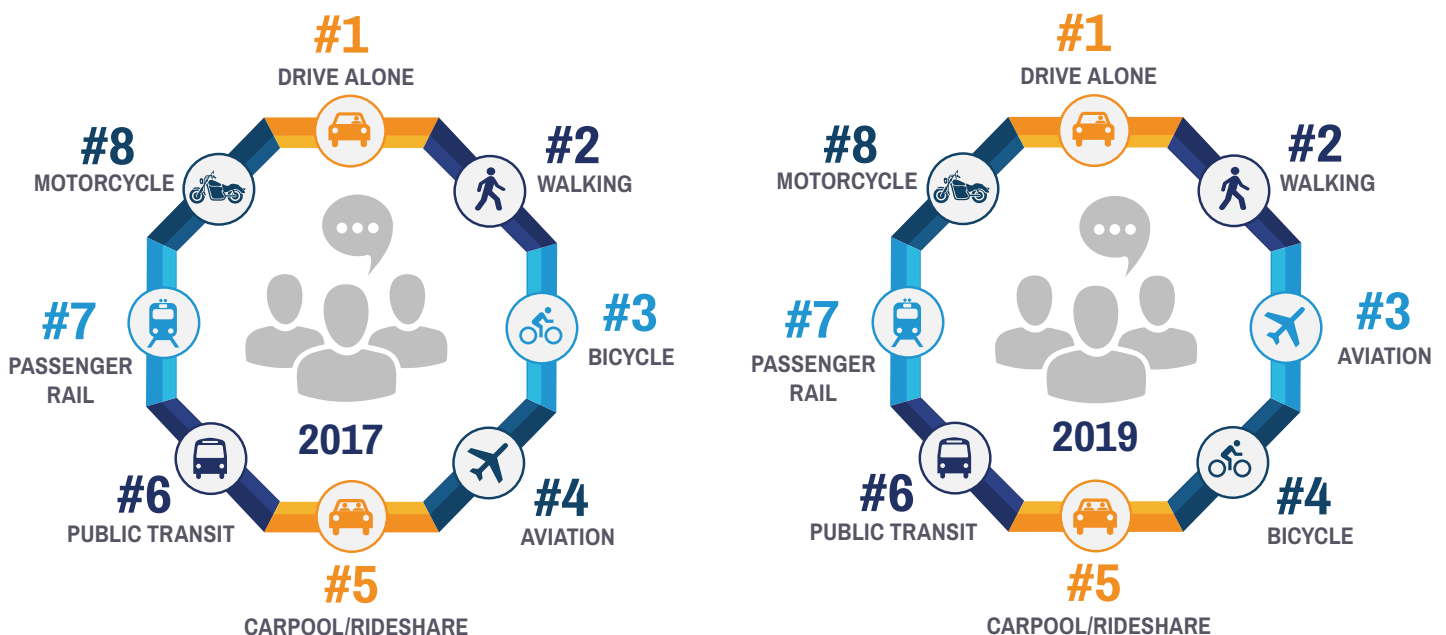 #1
DRIVE ALONE
#2
WALKING
#3
BICYCLE
#4
AVIATION
#5
CARPOOL/RIDESHARE
#6
PUBLIC TRANSIT
#7
PASSENGER
RAIL
#8
MOTORCYCLE
2017
#1
DRIVE ALONE
#2
WALKING
#3
AVIATION
#4
BICYCLE
#5
CARPOOL/RIDESHARE
#6
PUBLIC TRANSIT
#7
PASSENGER
RAIL
#8
MOTORCYCLE
2019